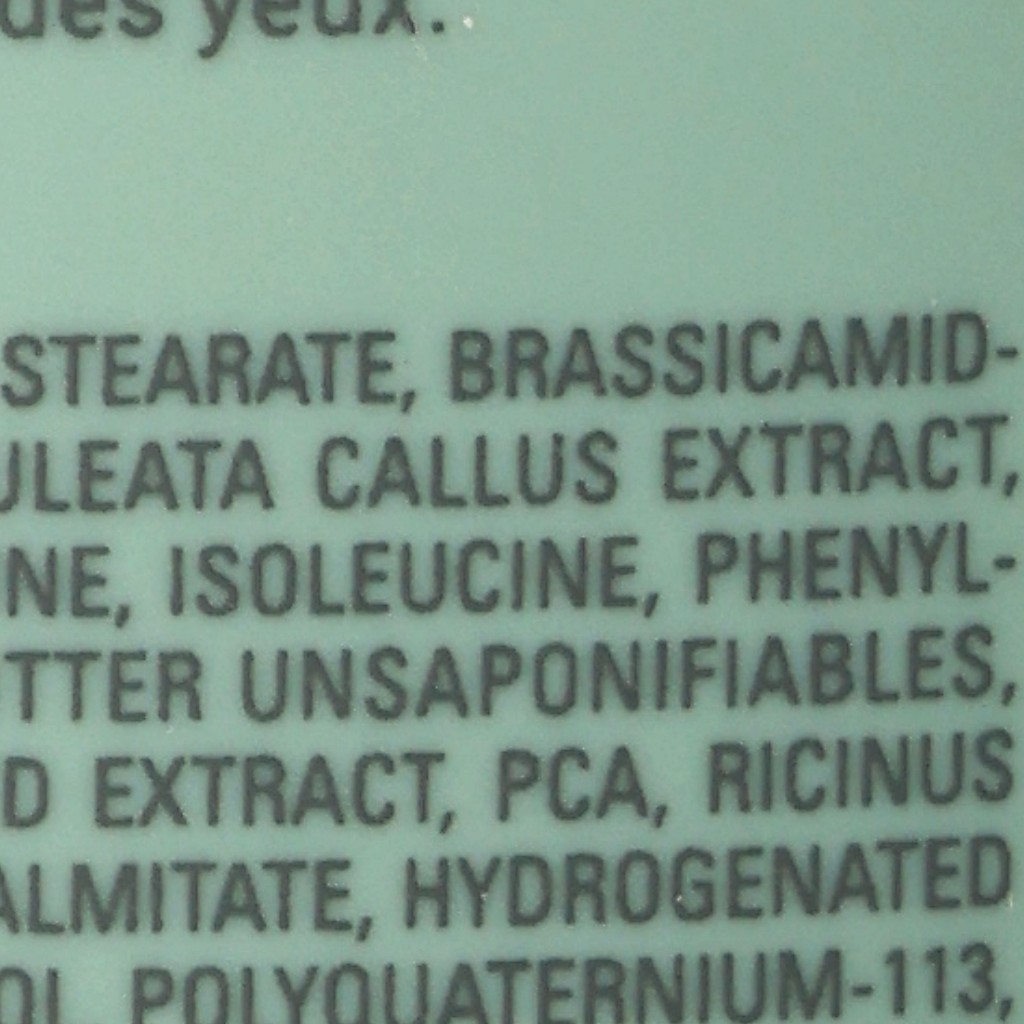 des yeux.
STEARATE, BRASSICAMID-
ULEATA CALLUS EXTRACT,
NE, ISOLEUCINE, PHENYL-
TTER UNSAPONIFIABLES,
D EXTRACT, PCA, RICINUS
ALMITATE, HYDROGENATED
OL POLYQUATERNIUM-113,